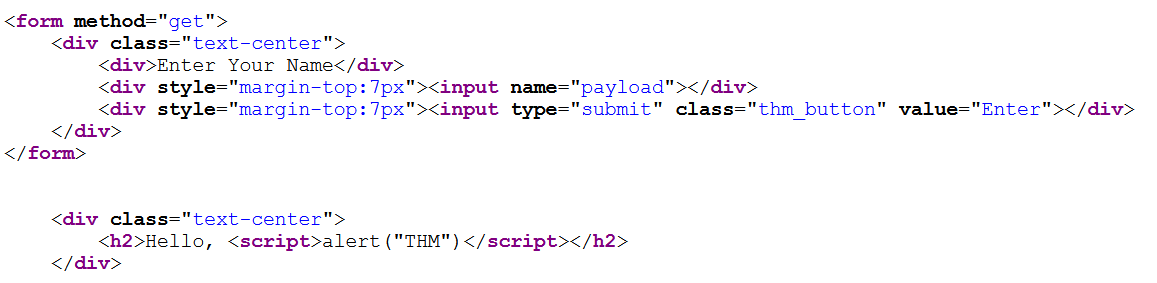 <form method="get">
    <div class="text-center">
        <div>Enter Your Name</div>
        <div style="margin-top:7px"><input name="payload"></div>
        <div style="margin-top:7px"><input type="submit" class="thm_button" value="Enter"></div>
    </div>
</form>
    <div class="text-center">
        <h2>Hello, <script>alert("THM")</script></h2>
    </div>